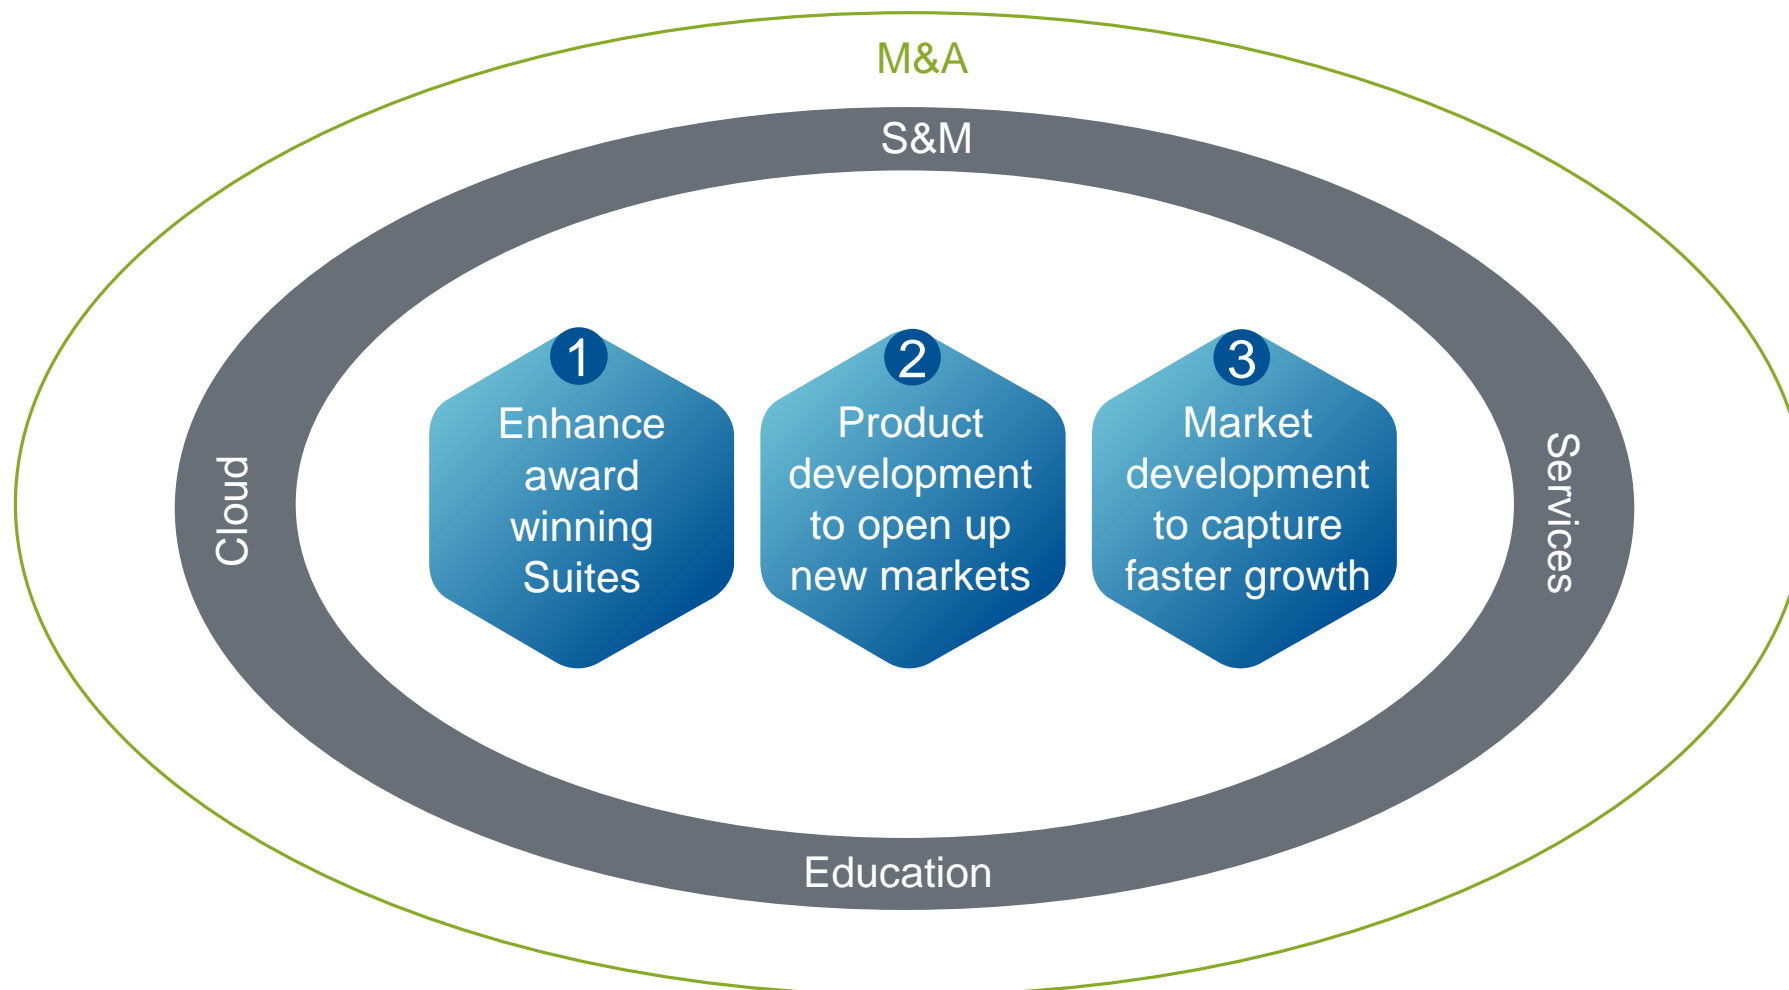 M&A
S&M
Cloud
1
Enhance
award
winning
Suites
2
Product
development
to open up
new markets
3
Market
development
to capture
faster growth
Services
Education